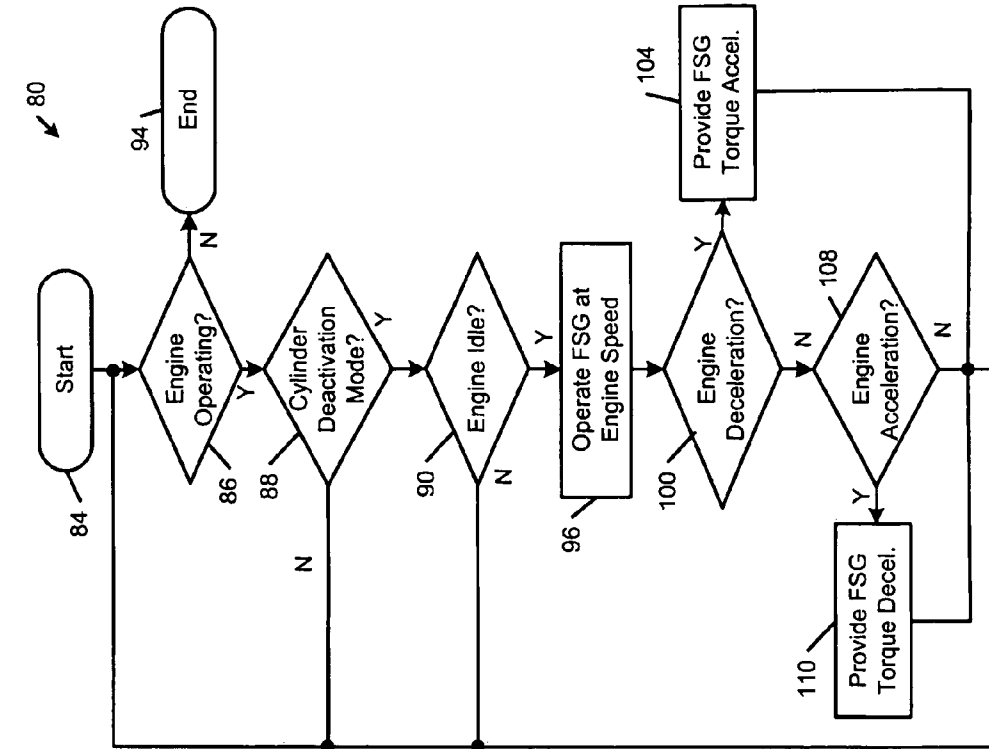 80
84
Start
94
End
Engine
Operating?
N
86
Y
Cylinder
Deactivation
Mode?
88
N
Y
Engine Idle?
90
N
Y
Operate FSG at
Engine Speed
96
Engine
Deceleration?
100
Y
104
Provide FSG
Torque Accel.
N
Engine
Acceleration?
108
Y
N
110
Provide FSG
Torque Decel.